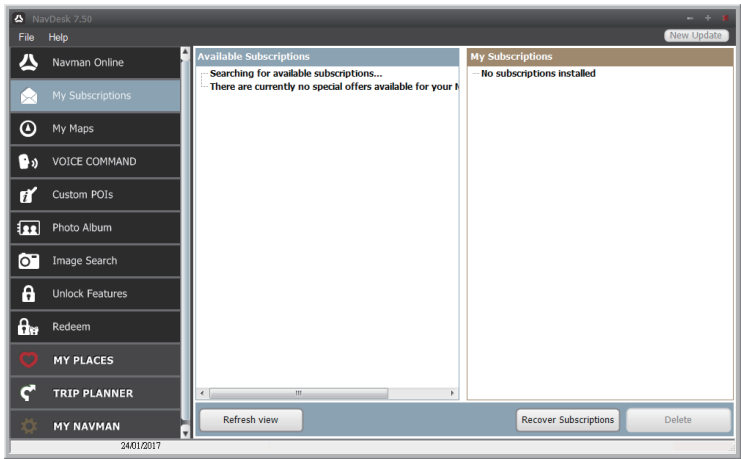 NavDesk 7.50
File Help
New Update
Navman Online
My Subscriptions
My Maps
VOICE COMMAND
Custom POIs
Photo Album
Image Search
Unlock Features
Redeem
MY PLACES
TRIP PLANNER
MY NAVMAN
Available Subscriptions
Searching for available subscriptions...
There are currently no special offers available for your N
My Subscriptions
No subscriptions installed
Refresh view
Recover Subscriptions
Delete
24/01/2017